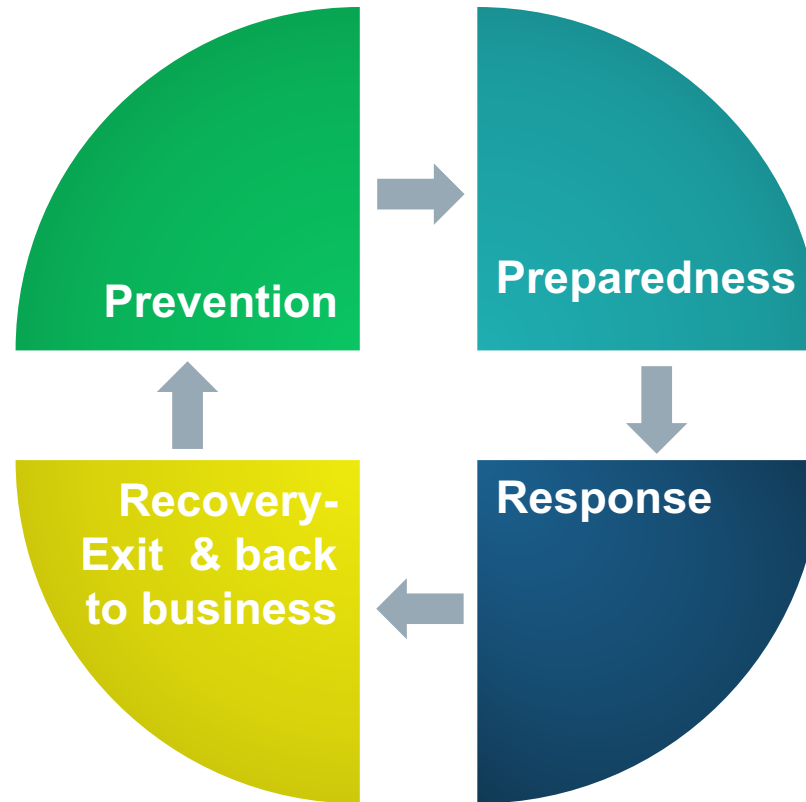 Prevention
Preparedness
Response
Recovery-
Exit & back
to business